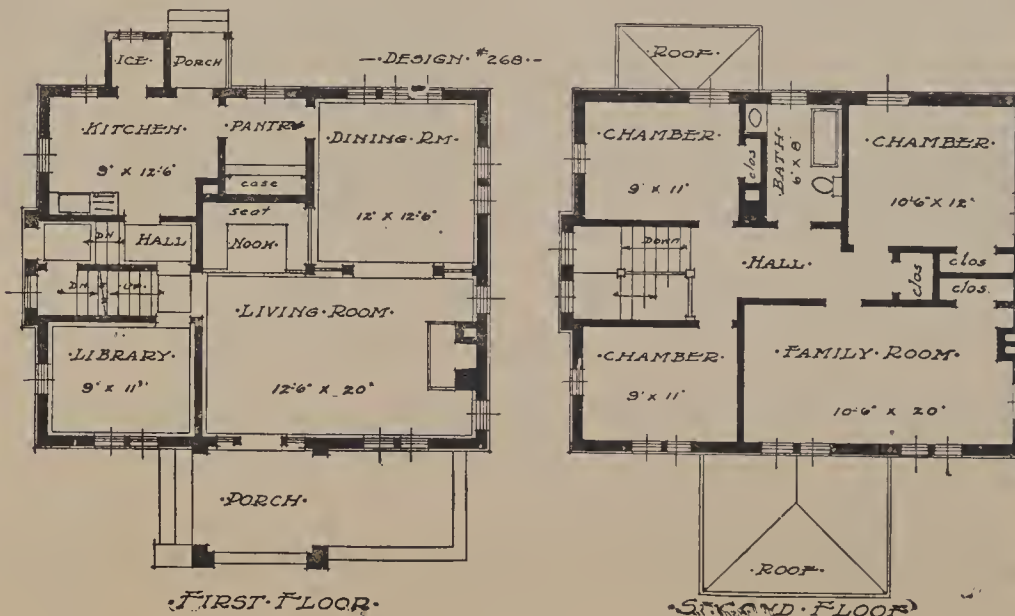 -·DESIGN· #268·-
ICE·
PORCH
·KITCHEN
9' X 12'6"
PANTRY
case
·DINING·RM·
12' X 12'6"
seat
NOOK·
DN
HALL
DN
UP·
·LIBRARY·
9' X 11'
·LIVING·ROOM·
12'6" X 20'
·PORCH·
·FIRST·FLOOR·
·ROOF·
·CHAMBER·
9' X 11'
clos
·BATH·
6' X 8'
·CHAMBER·
10'6" X 12'
DOWN
·HALL·
clos
clos
clos·
·CHAMBER·
9' X 11'
·FAMILY·ROOM·
10'6" X 20'
·ROOF·
·SECOND·FLOOR·